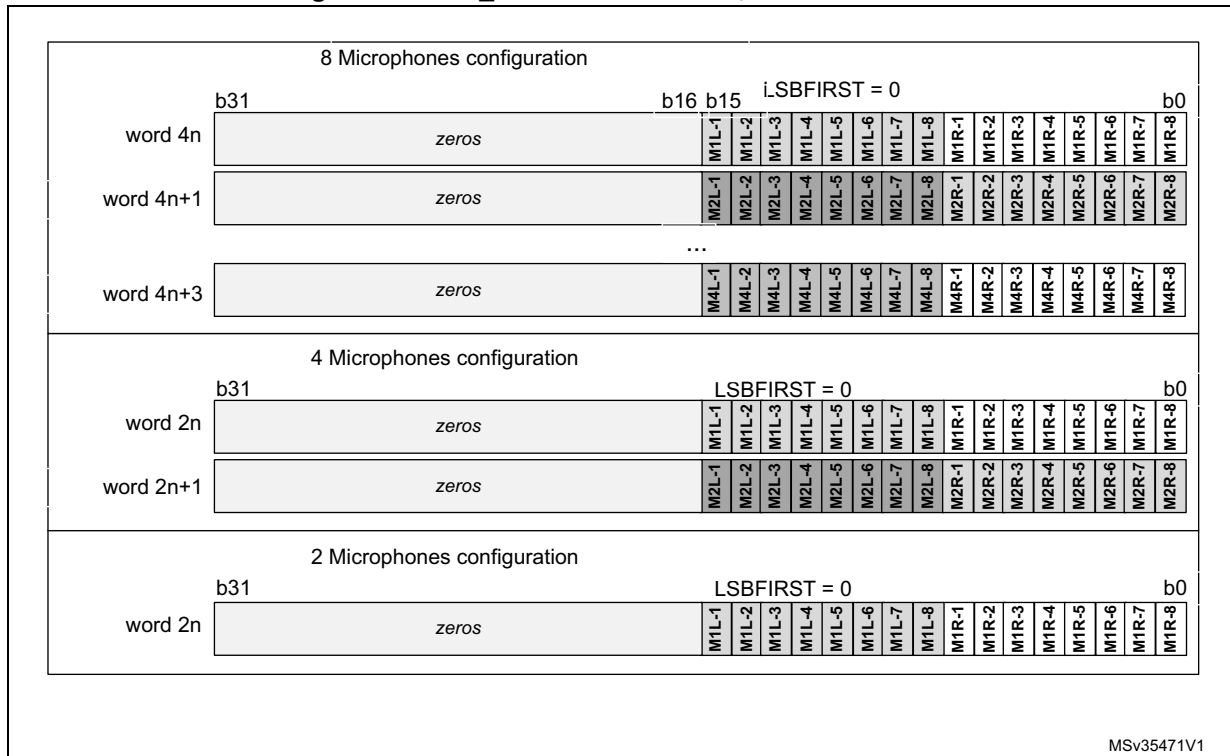 8 Microphones configuration
LSBFIRST = 0
b31 b16 b15 b0
word 4n zeros M1L-1 M1L-2 M1L-3 M1L-4 M1L-5 M1L-6 M1L-7 M1L-8 M1R-1 M1R-2 M1R-3 M1R-4 M1R-5 M1R-6 M1R-7 M1R-8
word 4n+1 zeros M2L-1 M2L-2 M2L-3 M2L-4 M2L-5 M2L-6 M2L-7 M2L-8 M2R-1 M2R-2 M2R-3 M2R-4 M2R-5 M2R-6 M2R-7 M2R-8
...
word 4n+3 zeros M4L-1 M4L-2 M4L-3 M4L-4 M4L-5 M4L-6 M4L-7 M4L-8 M4R-1 M4R-2 M4R-3 M4R-4 M4R-5 M4R-6 M4R-7 M4R-8
4 Microphones configuration
b31 LSBFIRST = 0 b0
word 2n zeros M1L-1 M1L-2 M1L-3 M1L-4 M1L-5 M1L-6 M1L-7 M1L-8 M1R-1 M1R-2 M1R-3 M1R-4 M1R-5 M1R-6 M1R-7 M1R-8
word 2n+1 zeros M2L-1 M2L-2 M2L-3 M2L-4 M2L-5 M2L-6 M2L-7 M2L-8 M2R-1 M2R-2 M2R-3 M2R-4 M2R-5 M2R-6 M2R-7 M2R-8
2 Microphones configuration
b31 LSBFIRST = 0 b0
word 2n zeros M1L-1 M1L-2 M1L-3 M1L-4 M1L-5 M1L-6 M1L-7 M1L-8 M1R-1 M1R-2 M1R-3 M1R-4 M1R-5 M1R-6 M1R-7 M1R-8
MSv35471V1